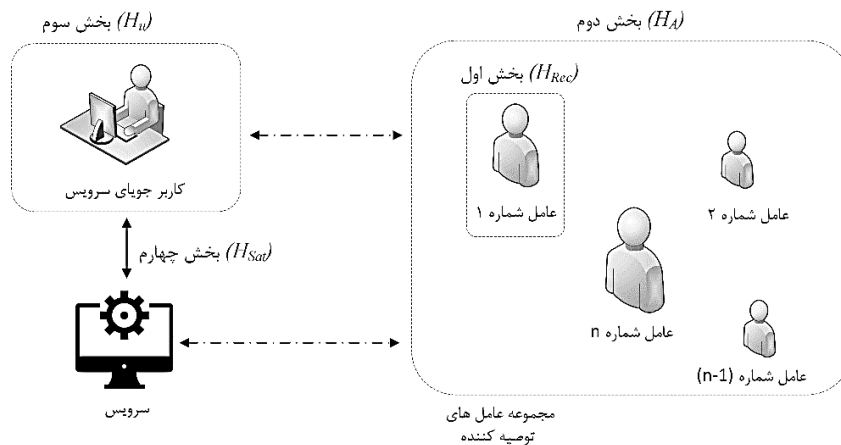 بخش سوم (H_u)
بخش دوم (H_A)
بخش اول (H_Rec)
کاربر جویای سرویس
عامل شماره ۱
عامل شماره ۲
بخش چهارم (H_Sat)
عامل شماره n
عامل شماره (n-1)
سرویس
مجموعه عامل های
توصیه کننده